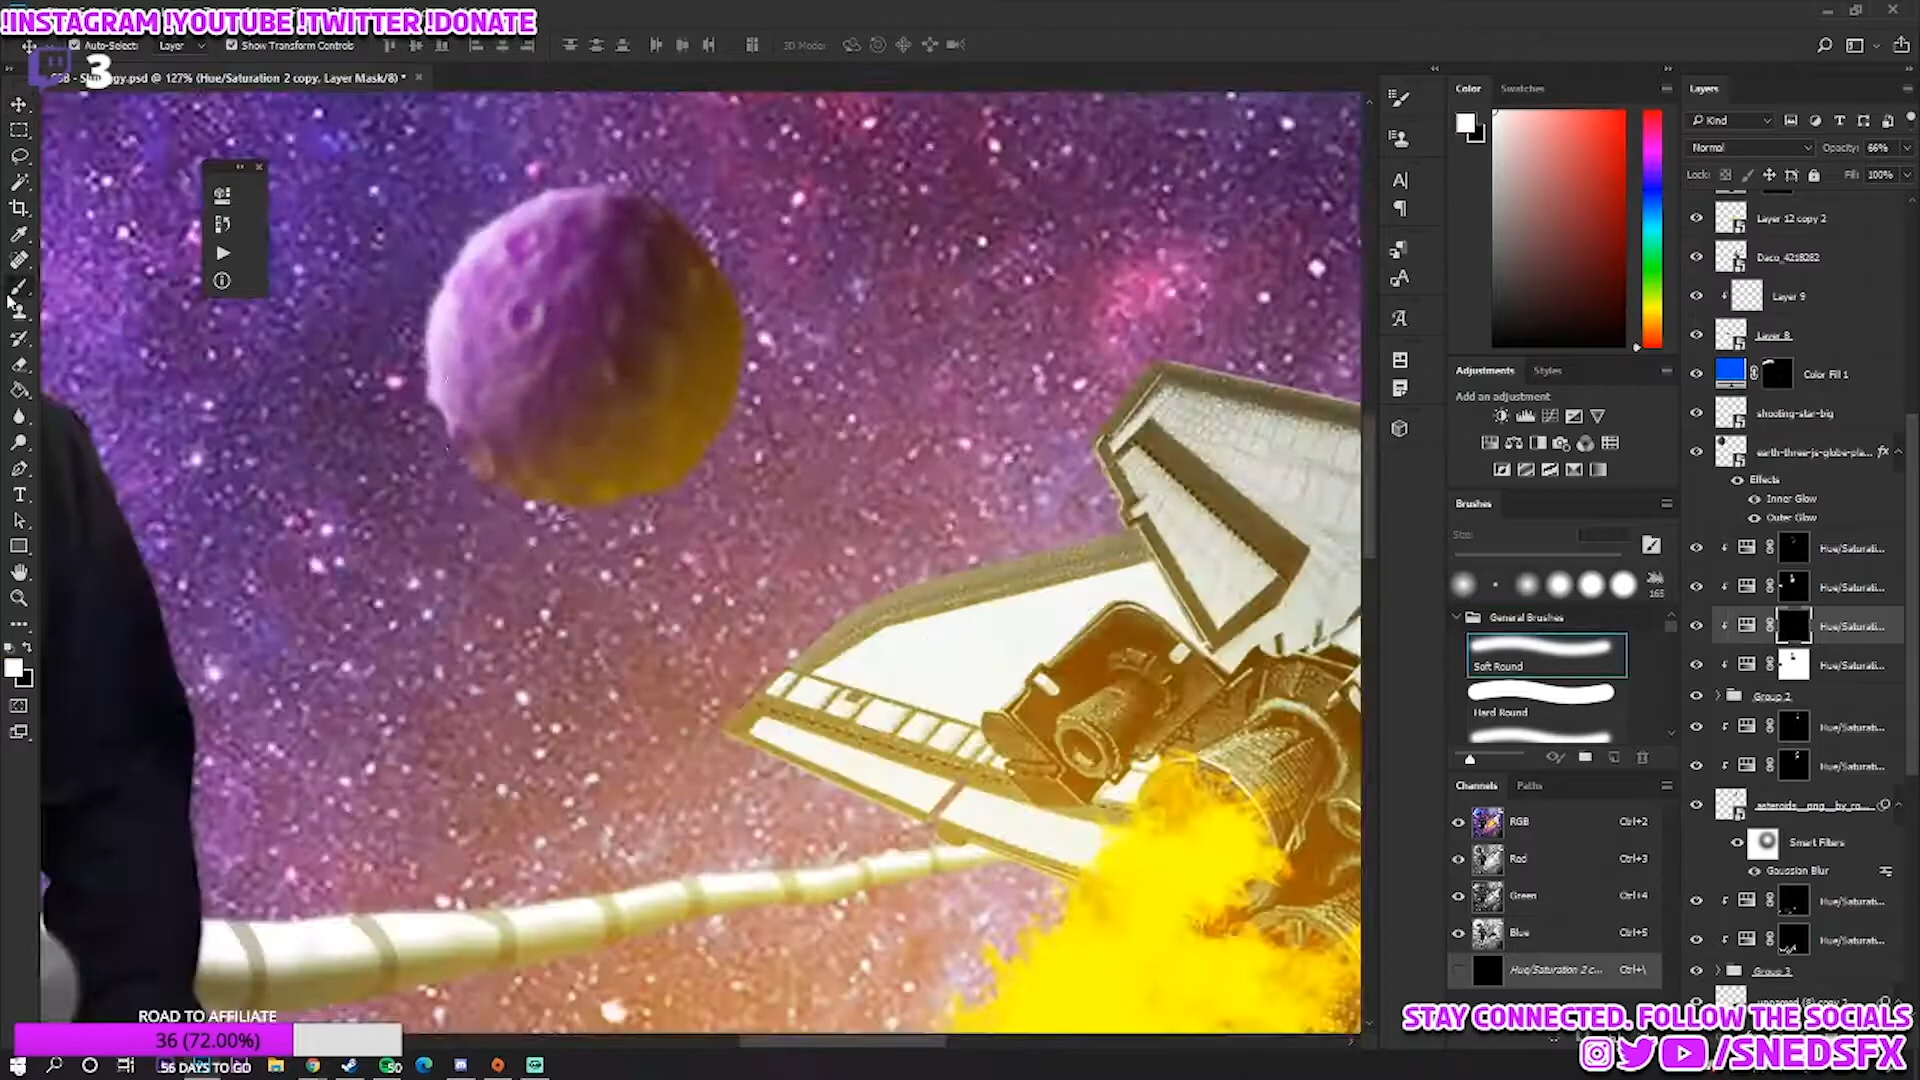 !INSTAGRAM !YOUTUBE !TWITTER !DONATE
3
Auto-Select:
Layer
Show Transform Controls
3D Mode:
@ 127% (Hue/Saturation 2 copy, Layer Mask/8) *
Color
Swatches
Layers
Kind
Normal
Opacity: 66%
Lock:
Fill: 100%
Layer 12 copy 2
Daco_4218282
Layer 9
Layer 8
Color Fill 1
shooting-star-big
earth-three-js-globe-pla...
fx
Effects
Inner Glow
Outer Glow
Hue/Saturati...
Hue/Saturati...
Hue/Saturati...
Hue/Saturati...
Group 2
Hue/Saturati...
Hue/Saturati...
asteroids__png__by_co...
Smart Filters
Gaussian Blur
Hue/Saturati...
Hue/Saturati...
Group 3
Adjustments
Styles
Add an adjustment
Brushes
Size:
165
General Brushes
Soft Round
Hard Round
Channels
Paths
RGB
Ctrl+2
Red
Ctrl+3
Green
Ctrl+4
Blue
Ctrl+5
Hue/Saturation 2 c...
Ctrl+\
ROAD TO AFFILIATE
36 (72.00%)
56 DAYS TO GO
50
STAY CONNECTED. FOLLOW THE SOCIALS
/SNEDSFX